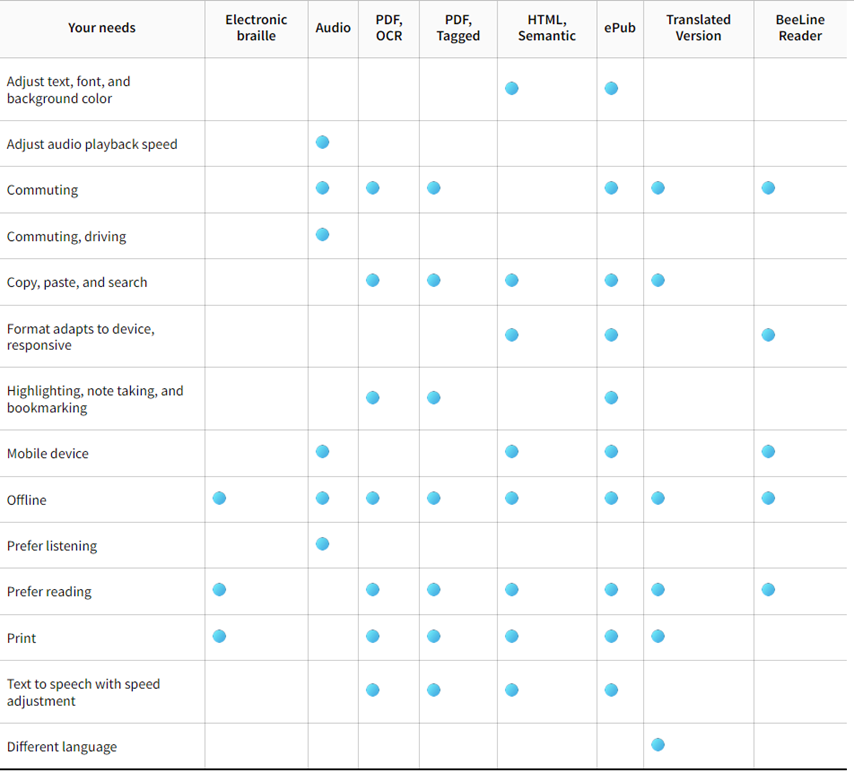 Your needs
Electronic
braille
Audio
PDF,
OCR
PDF,
Tagged
HTML,
Semantic
ePub
Translated
Version
BeeLine
Reader
Adjust text, font, and
background color
Adjust audio playback speed
Commuting
Commuting, driving
Copy, paste, and search
Format adapts to device,
responsive
Highlighting, note taking, and
bookmarking
Mobile device
Offline
Prefer listening
Prefer reading
Print
Text to speech with speed
adjustment
Different language